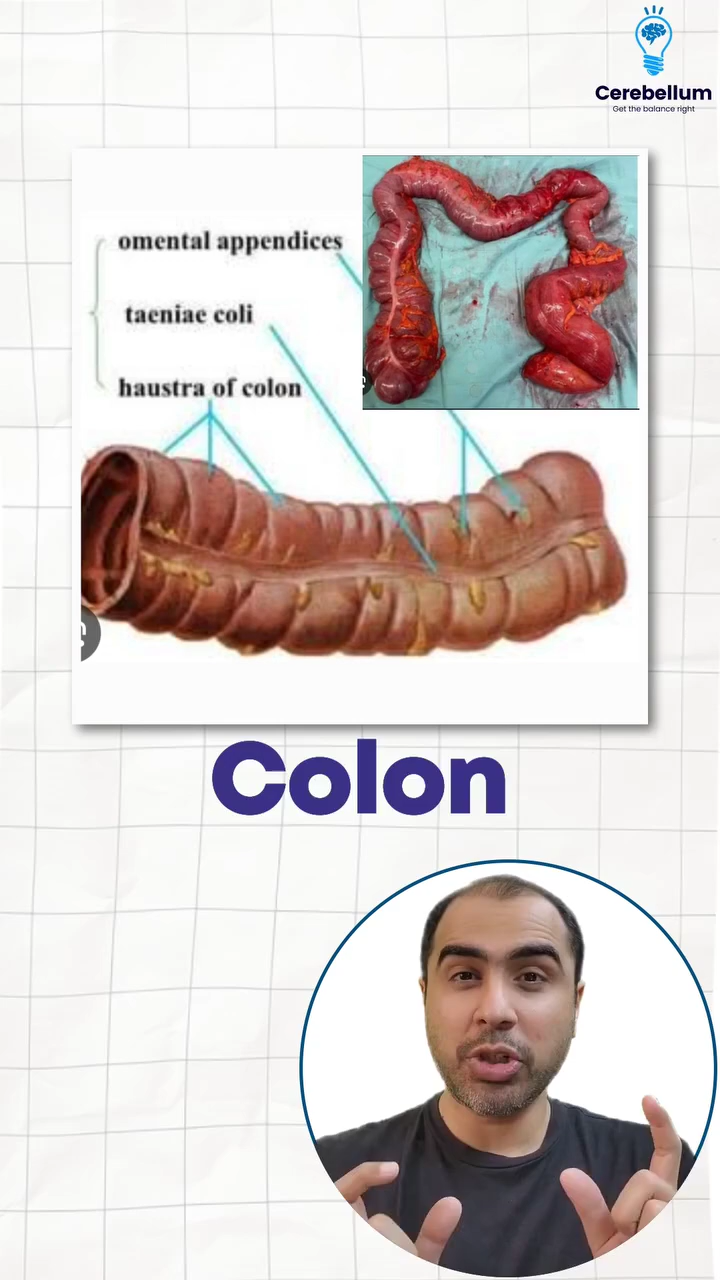 Cerebellum
Get the balance right
omental appendices
taeniae coli
haustra of colon
Colon